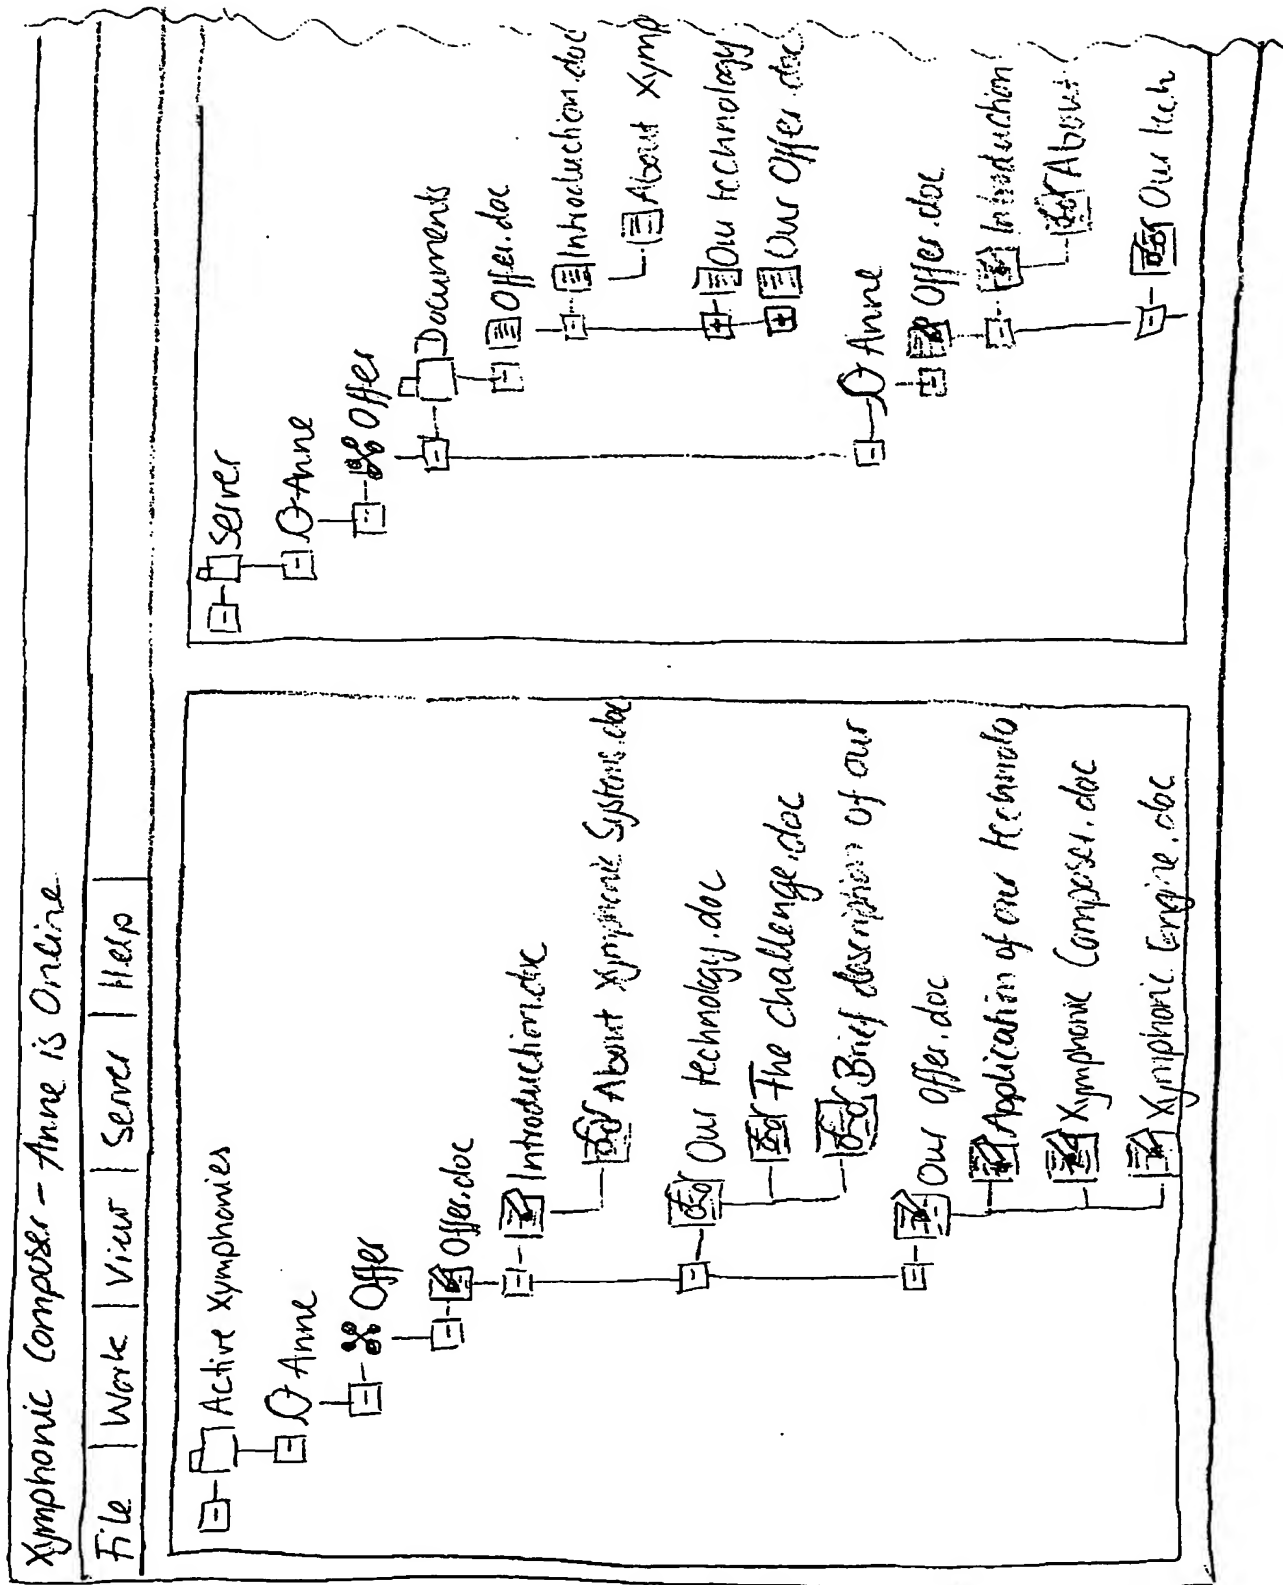 Xymphonic Composer - Anne is Online
File | Work | View | Server | Help
Active Xymphonies
Anne
Offer
Offer.doc
Introduction.doc
About Xymphonic Systems.doc
Our technology.doc
The challenge.doc
Brief description of our
Our offer.doc
Application of our technolo
Xymphonic Composer.doc
Xymphonic Engine.doc
Server
Anne
Offer
Documents
Offer.doc
Introduction.doc
About Xymp
Our technology
Our Offer.doc
Anne
Offer.doc
Introduction
About
Our tech